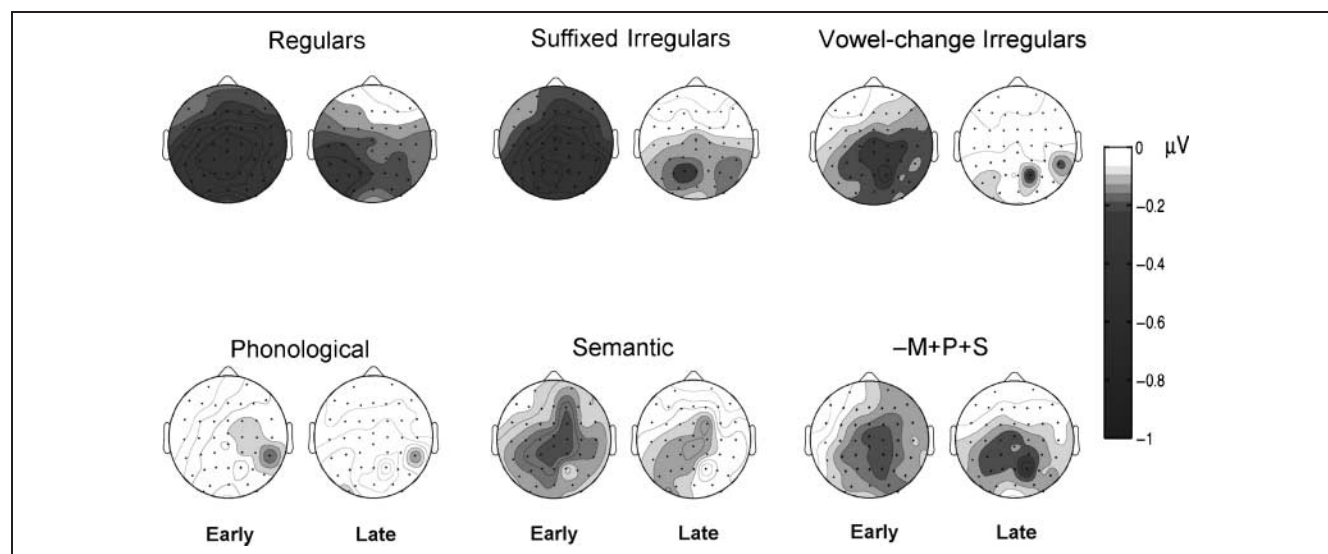 Regulars Suffixed Irregulars Vowel-change Irregulars
0 μV
−0.2
−0.4
−0.6
−0.8
−1
Phonological Semantic −M+P+S
Early Late Early Late Early Late